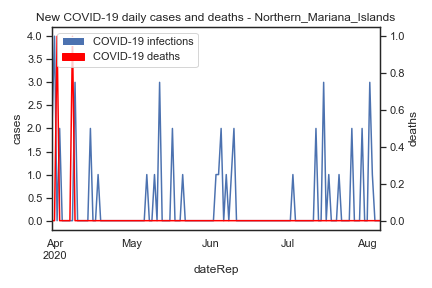 New COVID-19 daily cases and deaths - Northern_Mariana_Islands
COVID-19 infections
COVID-19 deaths
4.0
3.5
3.0
2.5
2.0
1.5
1.0
0.5
0.0
cases
1.0
0.8
0.6
0.4
0.2
0.0
deaths
Apr May Jun Jul Aug
2020
dateRep